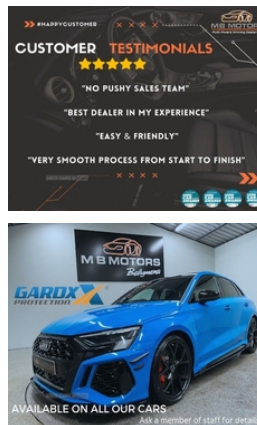 #HAPPYCUSTOMER
M B MOTORS
CUSTOMER TESTIMONIALS
"NO PUSHY SALES TEAM"
"BEST DEALER IN MY EXPERIENCE"
"EASY & FRIENDLY"
"VERY SMOOTH PROCESS FROM START TO FINISH"
M B MOTORS
Ballymena
GARDX
PROTECTION
AVAILABLE ON ALL OUR CARS
Ask a member of staff for detail